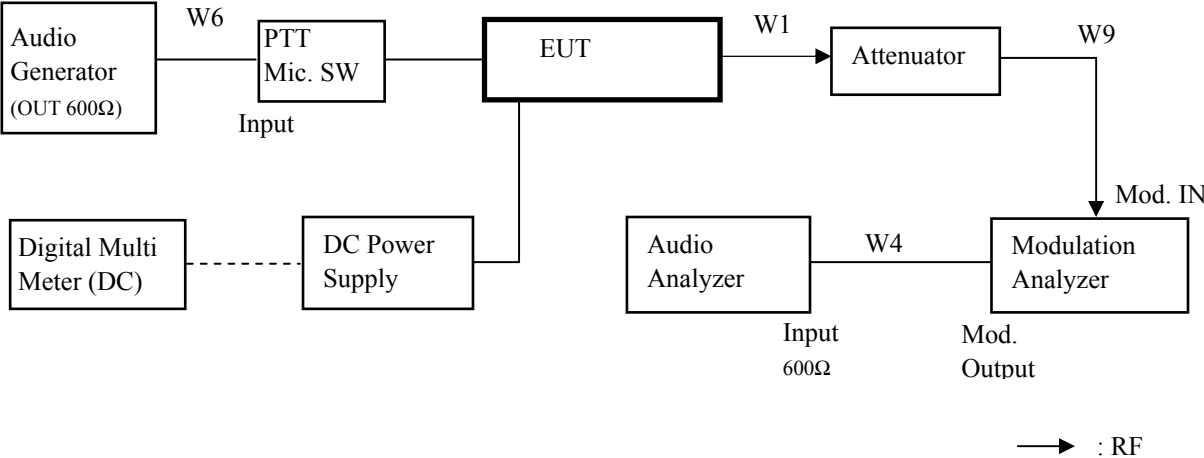 W6
W1
W9
Audio
Generator
(OUT 600Ω)
PTT
Mic. SW
EUT
Attenuator
Input
Mod. IN
Digital Multi
Meter (DC)
DC Power
Supply
Audio
Analyzer
W4
Modulation
Analyzer
Input
600Ω
Mod.
Output
: RF